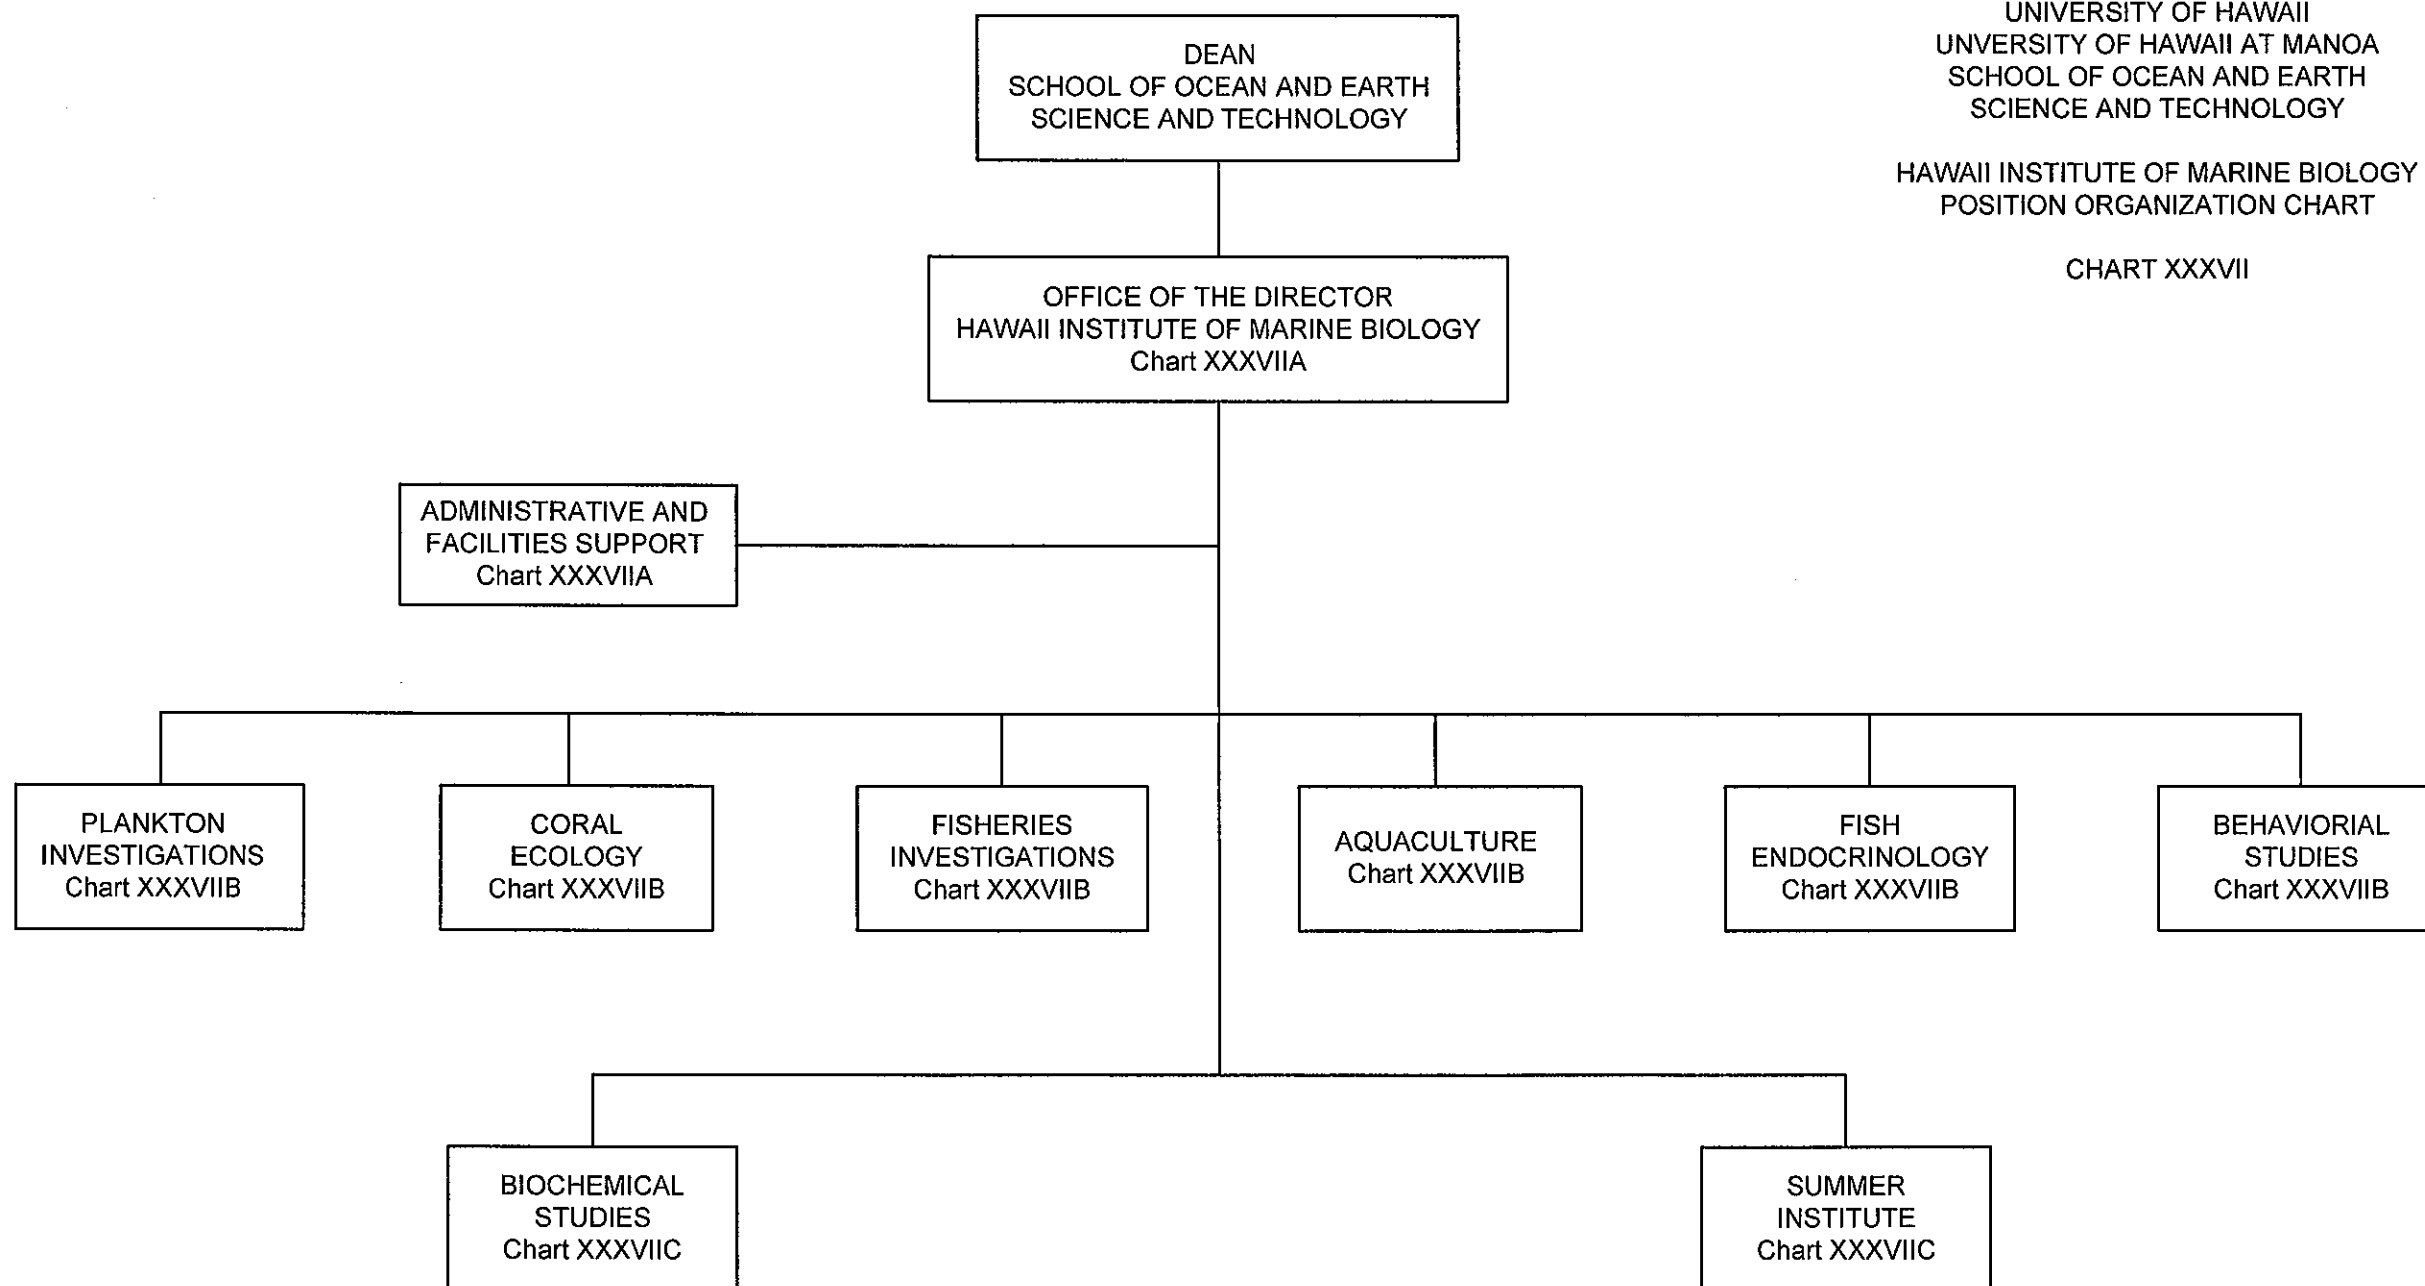 UNIVERSITY OF HAWAII
UNVERSITY OF HAWAII AT MANOA
SCHOOL OF OCEAN AND EARTH
SCIENCE AND TECHNOLOGY
HAWAII INSTITUTE OF MARINE BIOLOGY
POSITION ORGANIZATION CHART
CHART XXXVII
DEAN
SCHOOL OF OCEAN AND EARTH
SCIENCE AND TECHNOLOGY
OFFICE OF THE DIRECTOR
HAWAII INSTITUTE OF MARINE BIOLOGY
Chart XXXVIIA
ADMINISTRATIVE AND
FACILITIES SUPPORT
Chart XXXVIIA
PLANKTON
INVESTIGATIONS
Chart XXXVIIB
CORAL
ECOLOGY
Chart XXXVIIB
FISHERIES
INVESTIGATIONS
Chart XXXVIIB
AQUACULTURE
Chart XXXVIIB
FISH
ENDOCRINOLOGY
Chart XXXVIIB
BEHAVIORIAL
STUDIES
Chart XXXVIIB
BIOCHEMICAL
STUDIES
Chart XXXVIIC
SUMMER
INSTITUTE
Chart XXXVIIC